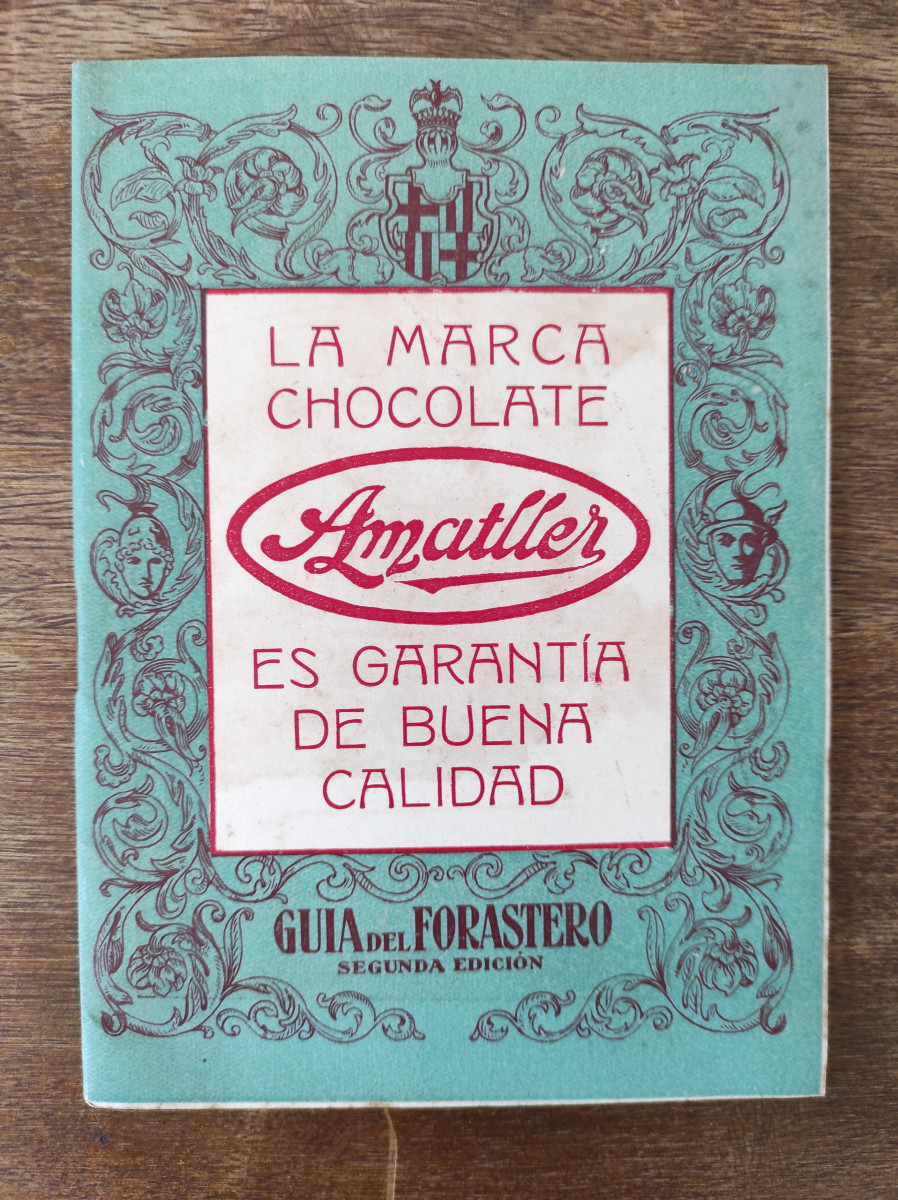 LA MARCA
CHOCOLATE
Amatller
ES GARANTÍA
DE BUENA
CALIDAD
GUIA DEL FORASTERO
SEGUNDA EDICIÓN